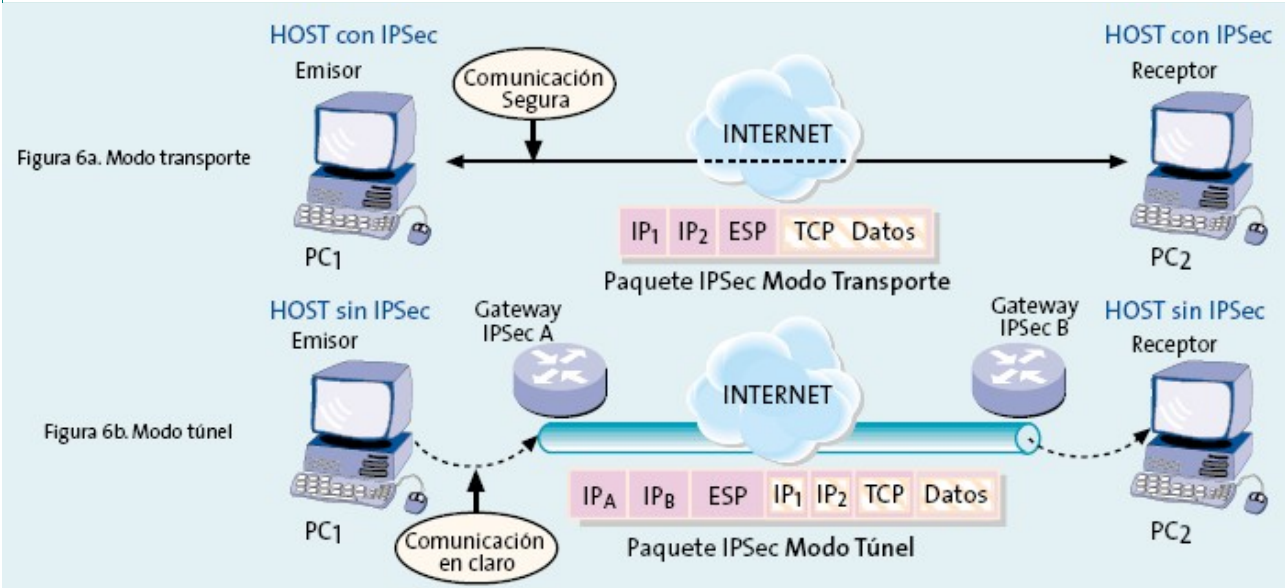 HOST con IPSec
Emisor
Comunicación
Segura
INTERNET
HOST con IPSec
Receptor
Figura 6a. Modo transporte
IP1 IP2 ESP TCP Datos
PC1
Paquete IPSec Modo Transporte
PC2
HOST sin IPSec
Emisor
Gateway
IPSec A
INTERNET
Gateway
IPSec B
HOST sin IPSec
Receptor
Figura 6b. Modo túnel
IPA IPB ESP IP1 IP2 TCP Datos
PC1
Comunicación
en claro
Paquete IPSec Modo Túnel
PC2